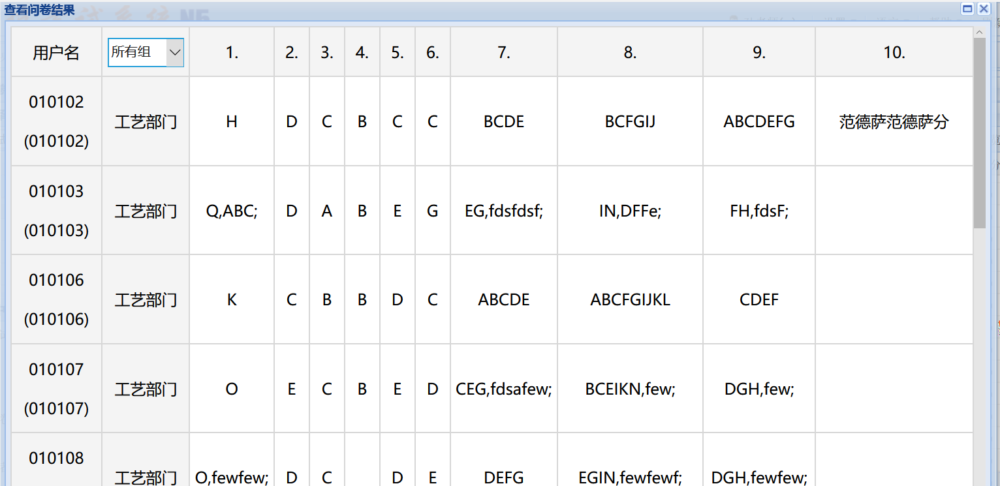 查看问卷结果
用户名 所有组 1. 2. 3. 4. 5. 6. 7. 8. 9. 10.
010102
(010102)
工艺部门 H D C B C C BCDE BCFGIJ ABCDEFG 范德萨范德萨分
010103
(010103)
工艺部门 Q,ABC; D A B E G EG,fdsfdsf; IN,DFFe; FH,fdsF;
010106
(010106)
工艺部门 K C B B D C ABCDE ABCFGIJKL CDEF
010107
(010107)
工艺部门 O E C B E D CEG,fdsafew; BCEIKN,few; DGH,few;
010108
工艺部门 O,fewfew; D C D E DEFG EGIN,fewfewf; DGH,fewfew;